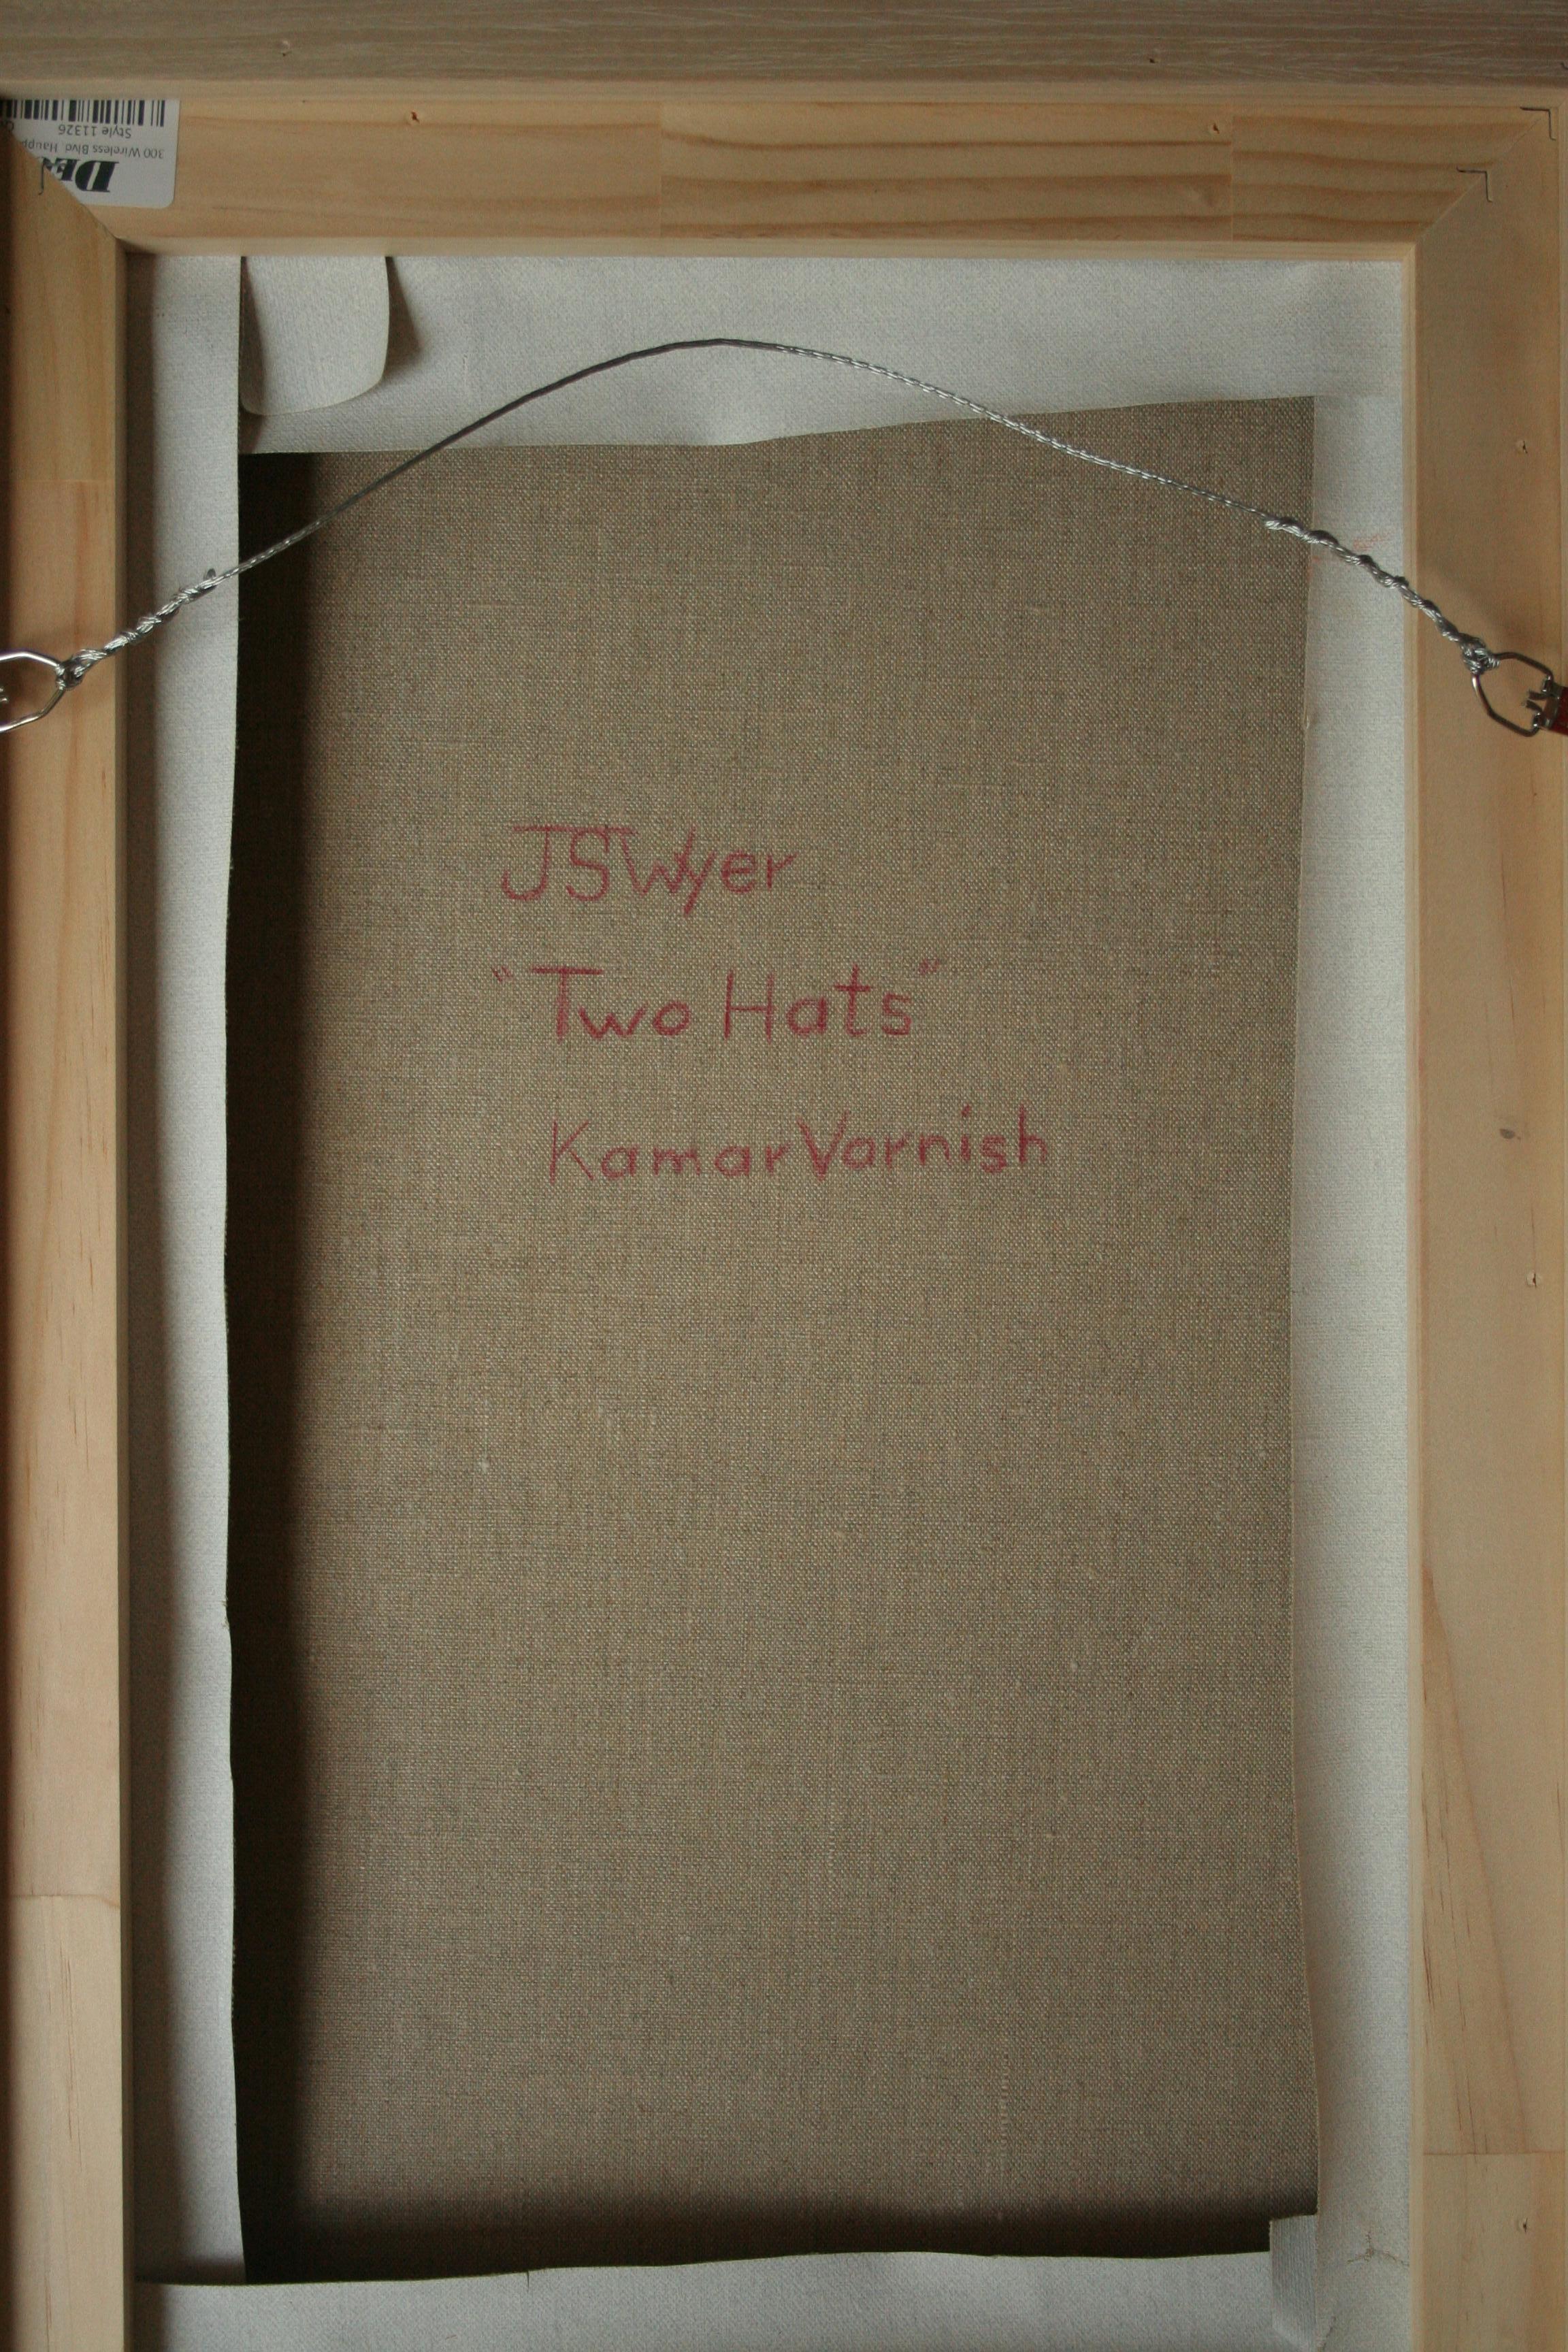 JSWyer
"Two Hats"
Kamar Varnish
Style 11326
300 Wireless Blvd